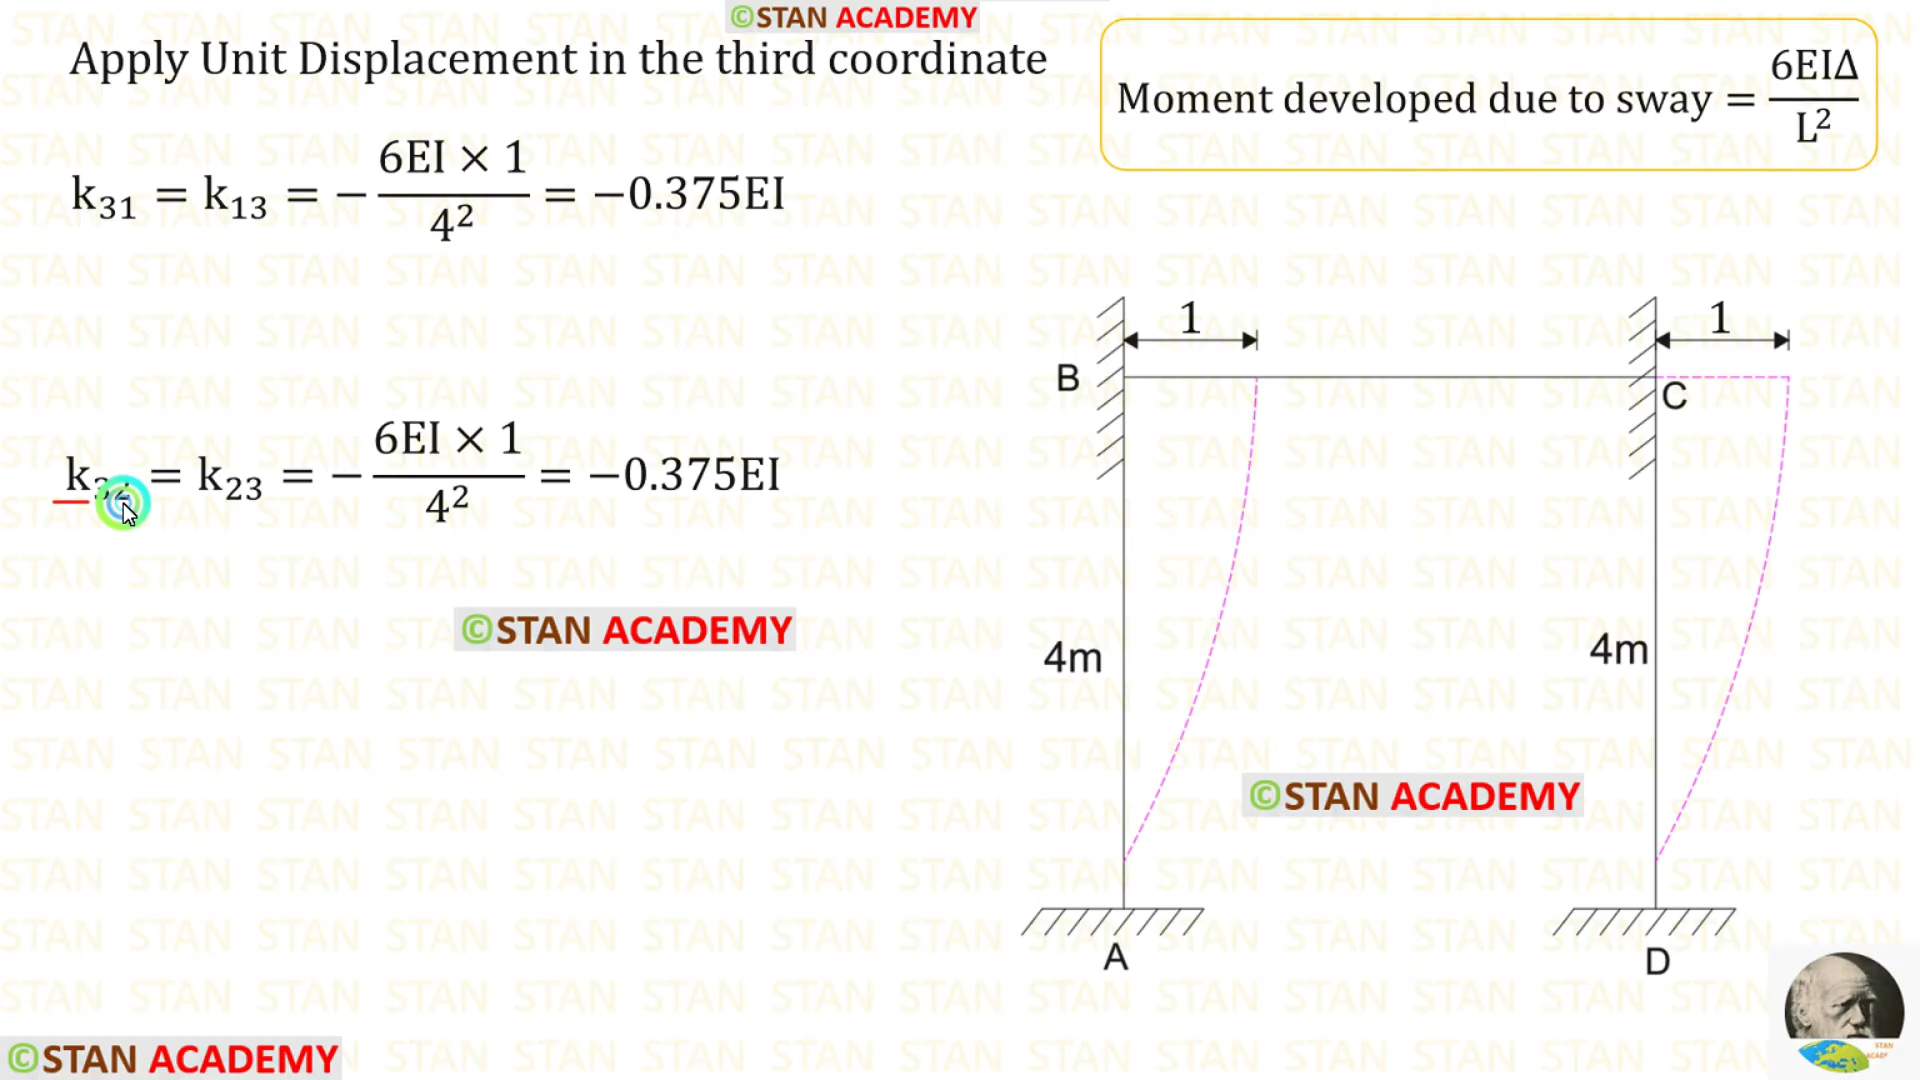 ©STAN ACADEMY
Apply Unit Displacement in the third coordinate
Moment developed due to sway = 6EIΔ / L²
k₃₁ = k₁₃ = − 6EI × 1 / 4² = −0.375EI
1 1
B C
k₃₂ = k₂₃ = − 6EI × 1 / 4² = −0.375EI
©STAN ACADEMY
4m 4m
©STAN ACADEMY
A D
©STAN ACADEMY
STAN